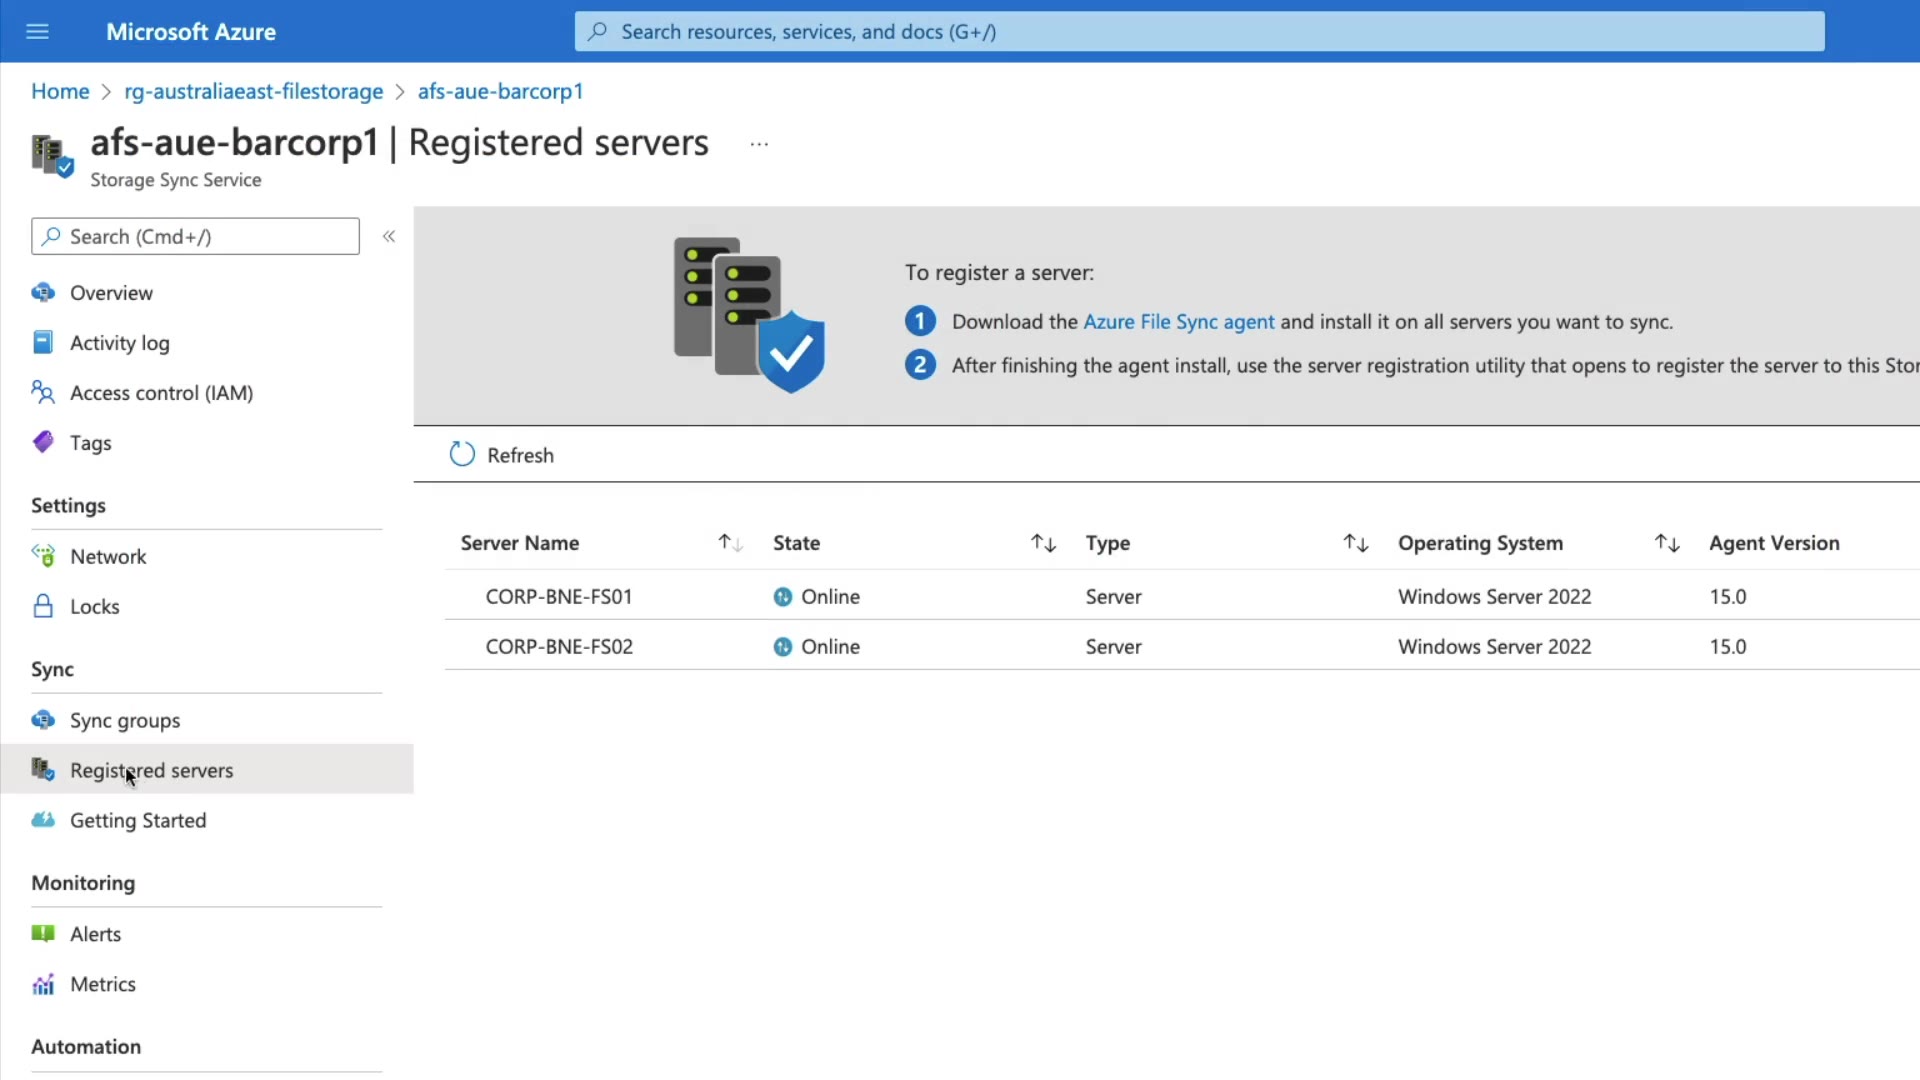 Microsoft Azure
Search resources, services, and docs (G+/)
Home > rg-australiaeast-filestorage > afs-aue-barcorp1
afs-aue-barcorp1 | Registered servers ...
Storage Sync Service
Search (Cmd+/) «
Overview
Activity log
Access control (IAM)
Tags
Settings
Network
Locks
Sync
Sync groups
Registered servers
Getting Started
Monitoring
Alerts
Metrics
Automation
To register a server:
1 Download the Azure File Sync agent and install it on all servers you want to sync.
2 After finishing the agent install, use the server registration utility that opens to register the server to this Stor
Refresh
Server Name State Type Operating System Agent Version
CORP-BNE-FS01 Online Server Windows Server 2022 15.0
CORP-BNE-FS02 Online Server Windows Server 2022 15.0